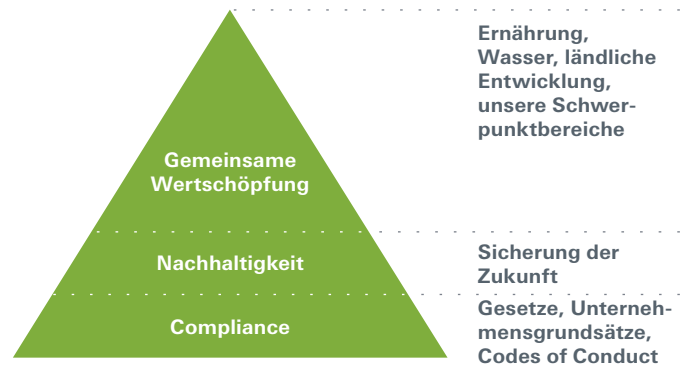 Ernährung,
Wasser, ländliche
Entwicklung,
unsere Schwer-
punktbereiche
Gemeinsame
Wertschöpfung
Nachhaltigkeit
Sicherung der
Zukunft
Compliance
Gesetze, Unterneh-
mensgrundsätze,
Codes of Conduct